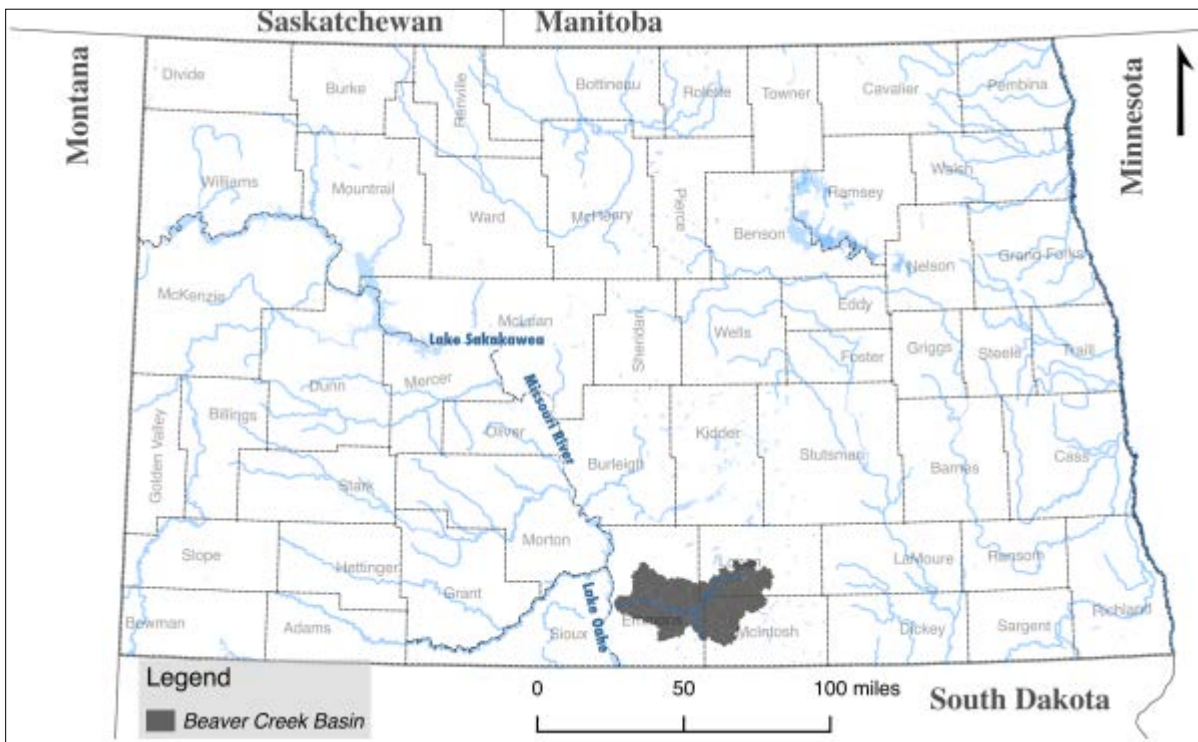 Saskatchewan Manitoba
Montana
Minnesota
Divide
Burke
Renville
Bottineau
Rolette
Towner
Cavalier
Pembina
Williams
Mountrail
Ward
McHenry
Pierce
Benson
Ramsey
Walsh
Nelson
Grand Forks
McKenzie
McLean
Lake Sakakawea
Sheridan
Wells
Eddy
Foster
Griggs
Steele
Traill
Golden Valley
Billings
Dunn
Mercer
Oliver
Missouri River
Burleigh
Kidder
Stutsman
Barnes
Cass
Stark
Morton
Slope
Hettinger
Grant
Logan
LaMoure
Ransom
Bowman
Adams
Sioux
Lake Oahe
Emmons
McIntosh
Dickey
Sargent
Richland
Legend
Beaver Creek Basin
0 50 100 miles
South Dakota